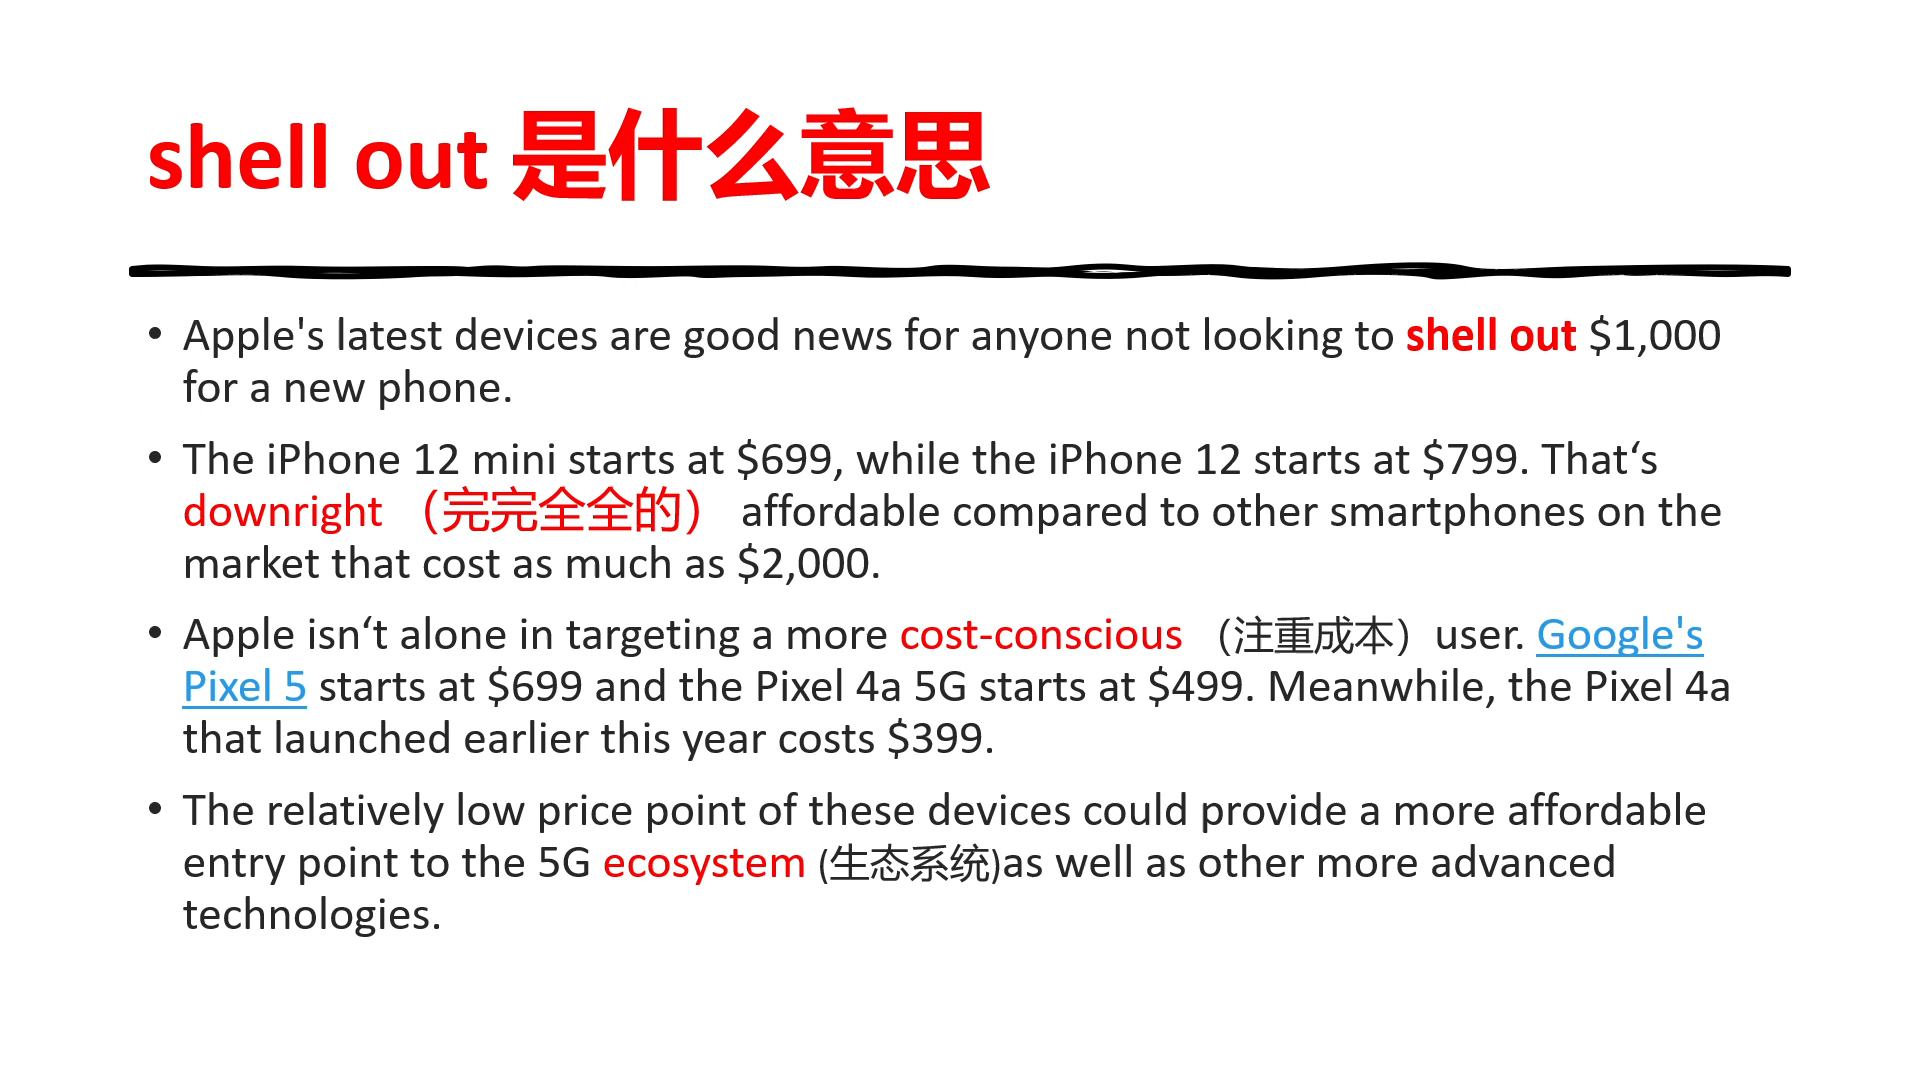 shell out 是什么意思
• Apple's latest devices are good news for anyone not looking to shell out $1,000
for a new phone.
• The iPhone 12 mini starts at $699, while the iPhone 12 starts at $799. That‘s
downright （完完全全的） affordable compared to other smartphones on the
market that cost as much as $2,000.
• Apple isn‘t alone in targeting a more cost-conscious （注重成本）user. Google's
Pixel 5 starts at $699 and the Pixel 4a 5G starts at $499. Meanwhile, the Pixel 4a
that launched earlier this year costs $399.
• The relatively low price point of these devices could provide a more affordable
entry point to the 5G ecosystem (生态系统)as well as other more advanced
technologies.